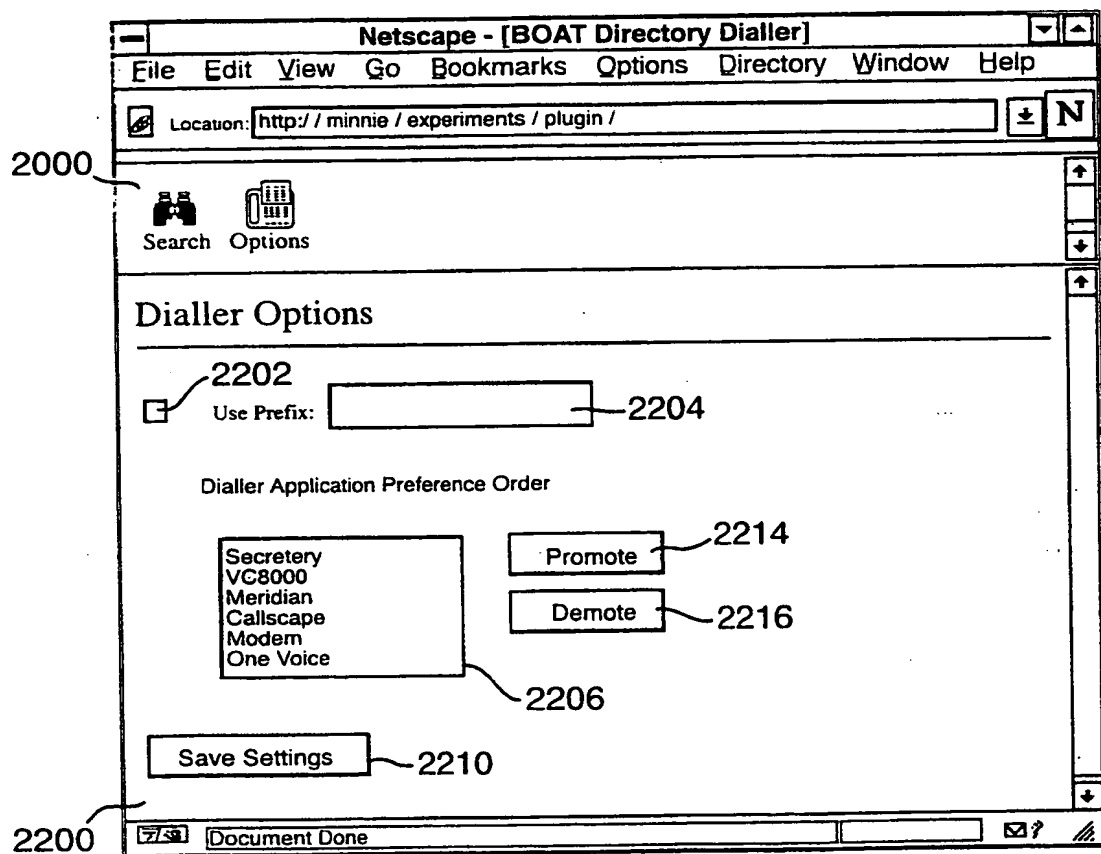 Netscape - [BOAT Directory Dialler]
File Edit View Go Bookmarks Options Directory Window Help
Location: http:/ / minnie / experiments / plugin /
N
2000
Search Options
Dialler Options
2202
Use Prefix:
2204
Dialler Application Preference Order
Secretery
VC8000
Meridian
Callscape
Modem
One Voice
2206
Promote
2214
Demote
2216
Save Settings
2210
2200
Document Done
?